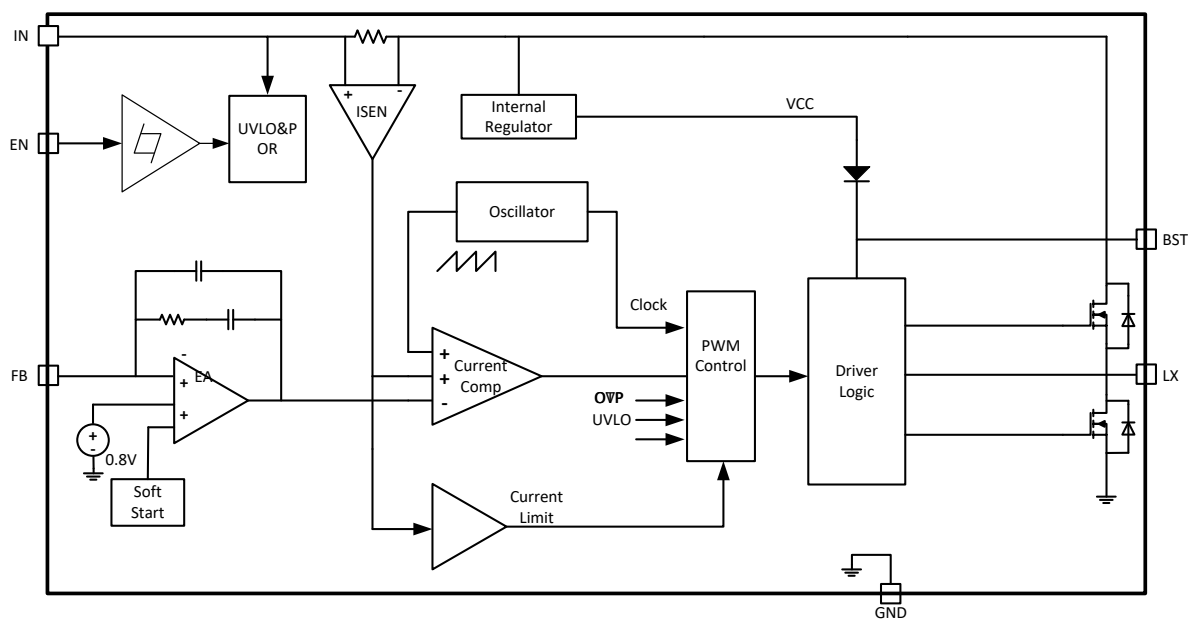 IN
+ -
ISEN
Internal
Regulator
VCC
EN
UVLO&P
OR
Oscillator
BST
Clock
PWM
Control
-
EA
+
+
FB
+
+
-
Current
Comp
Driver
Logic
LX
UVLO
+
-
0.8V
Soft
Start
Current
Limit
GND